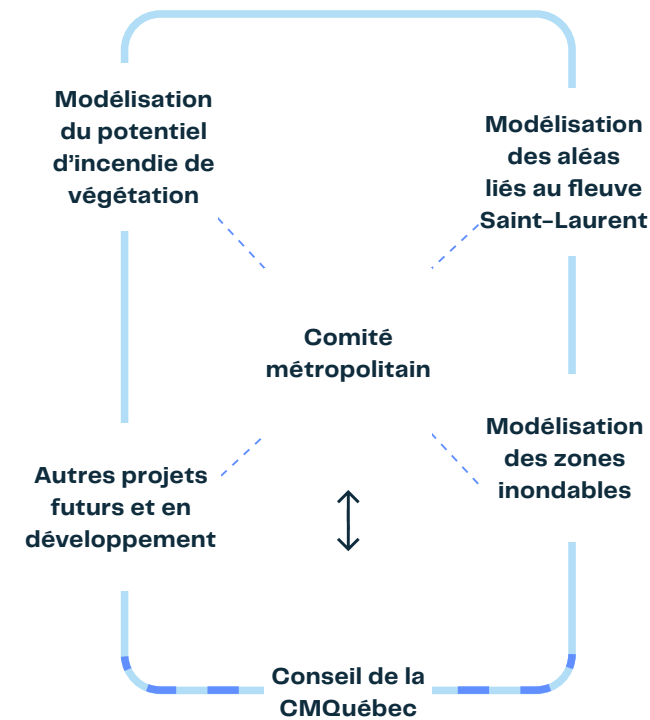 Modélisation
du potentiel
d’incendie de
végétation
Modélisation
des aléas
liés au fleuve
Saint-Laurent
Comité
métropolitain
Autres projets
futurs et en
développement
Modélisation
des zones
inondables
Conseil de la
CMQuébec